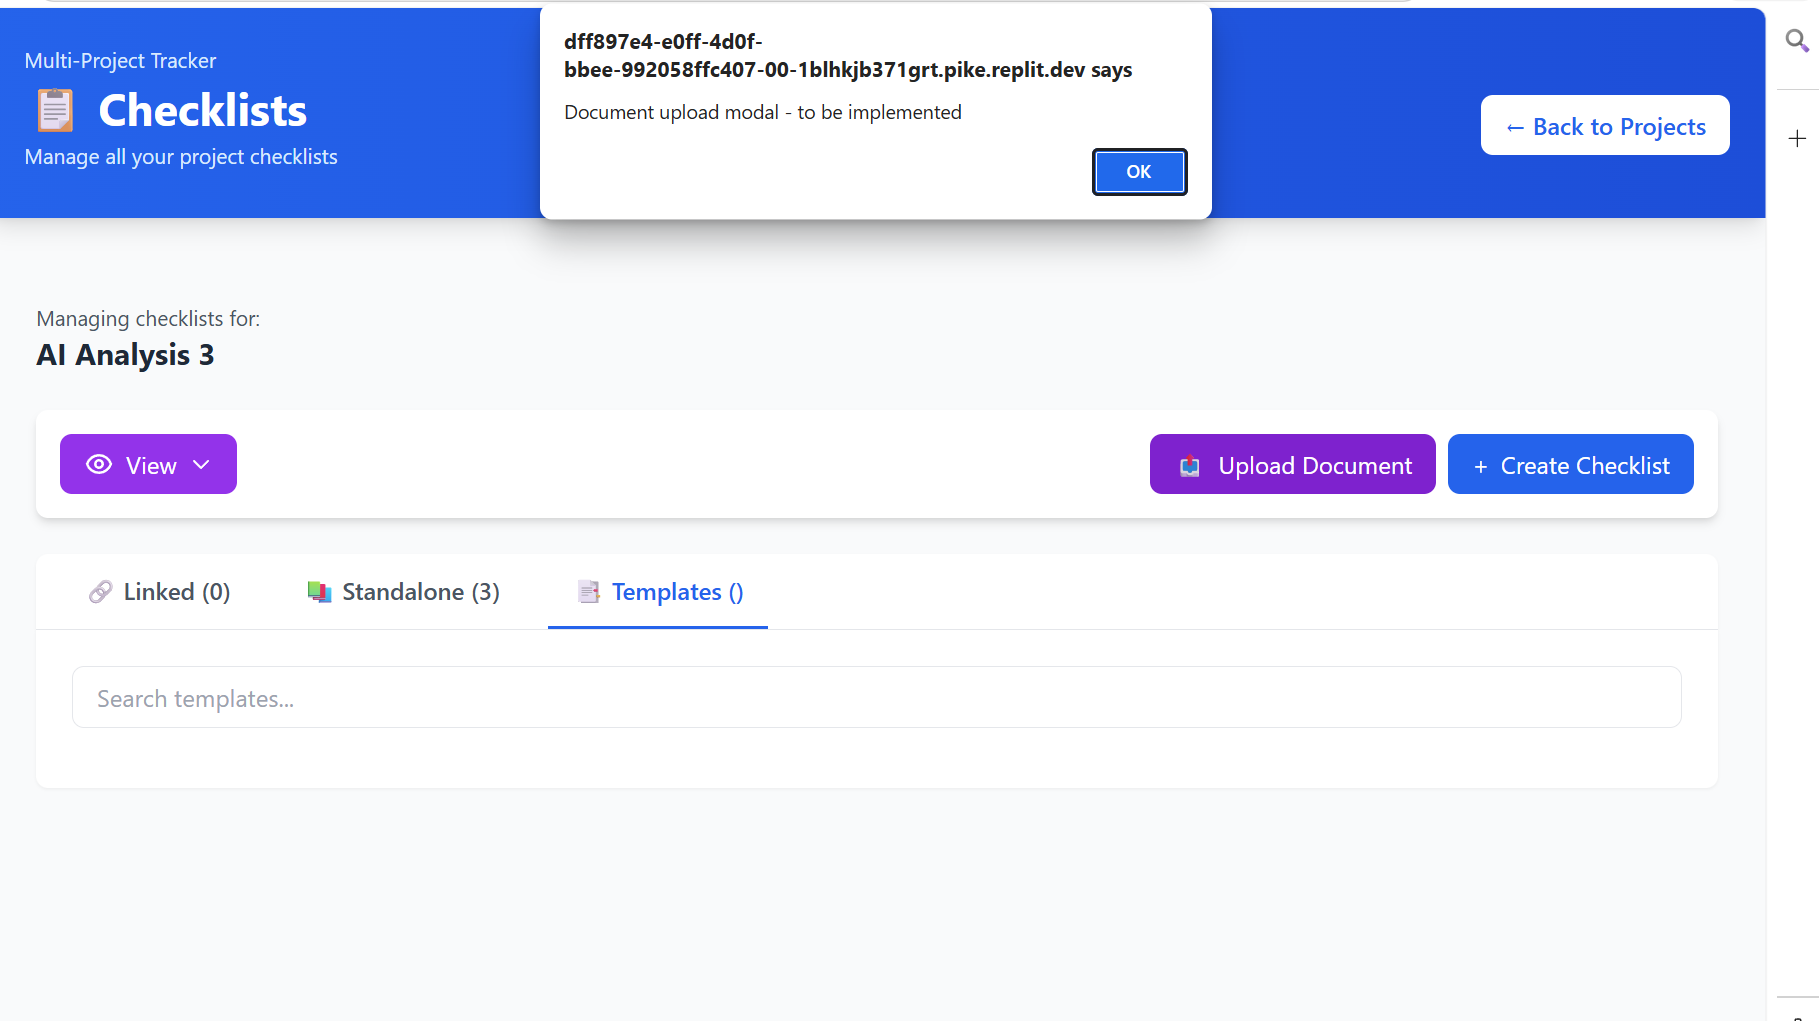 Multi-Project Tracker
Checklists
Manage all your project checklists
dff897e4-e0ff-4d0f-
bbee-992058ffc407-00-1blhkjb371grt.pike.replit.dev says
Document upload modal - to be implemented
OK
← Back to Projects
Managing checklists for:
AI Analysis 3
View
Upload Document
+ Create Checklist
Linked (0)
Standalone (3)
Templates ()
Search templates...